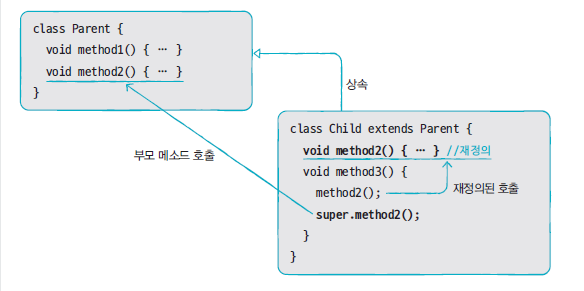 class Parent {
void method1() { … }
void method2() { … }
}
상속
부모 메소드 호출
class Child extends Parent {
void method2() { … } //재정의
void method3() {
method2();
재정의된 호출
super.method2();
}
}